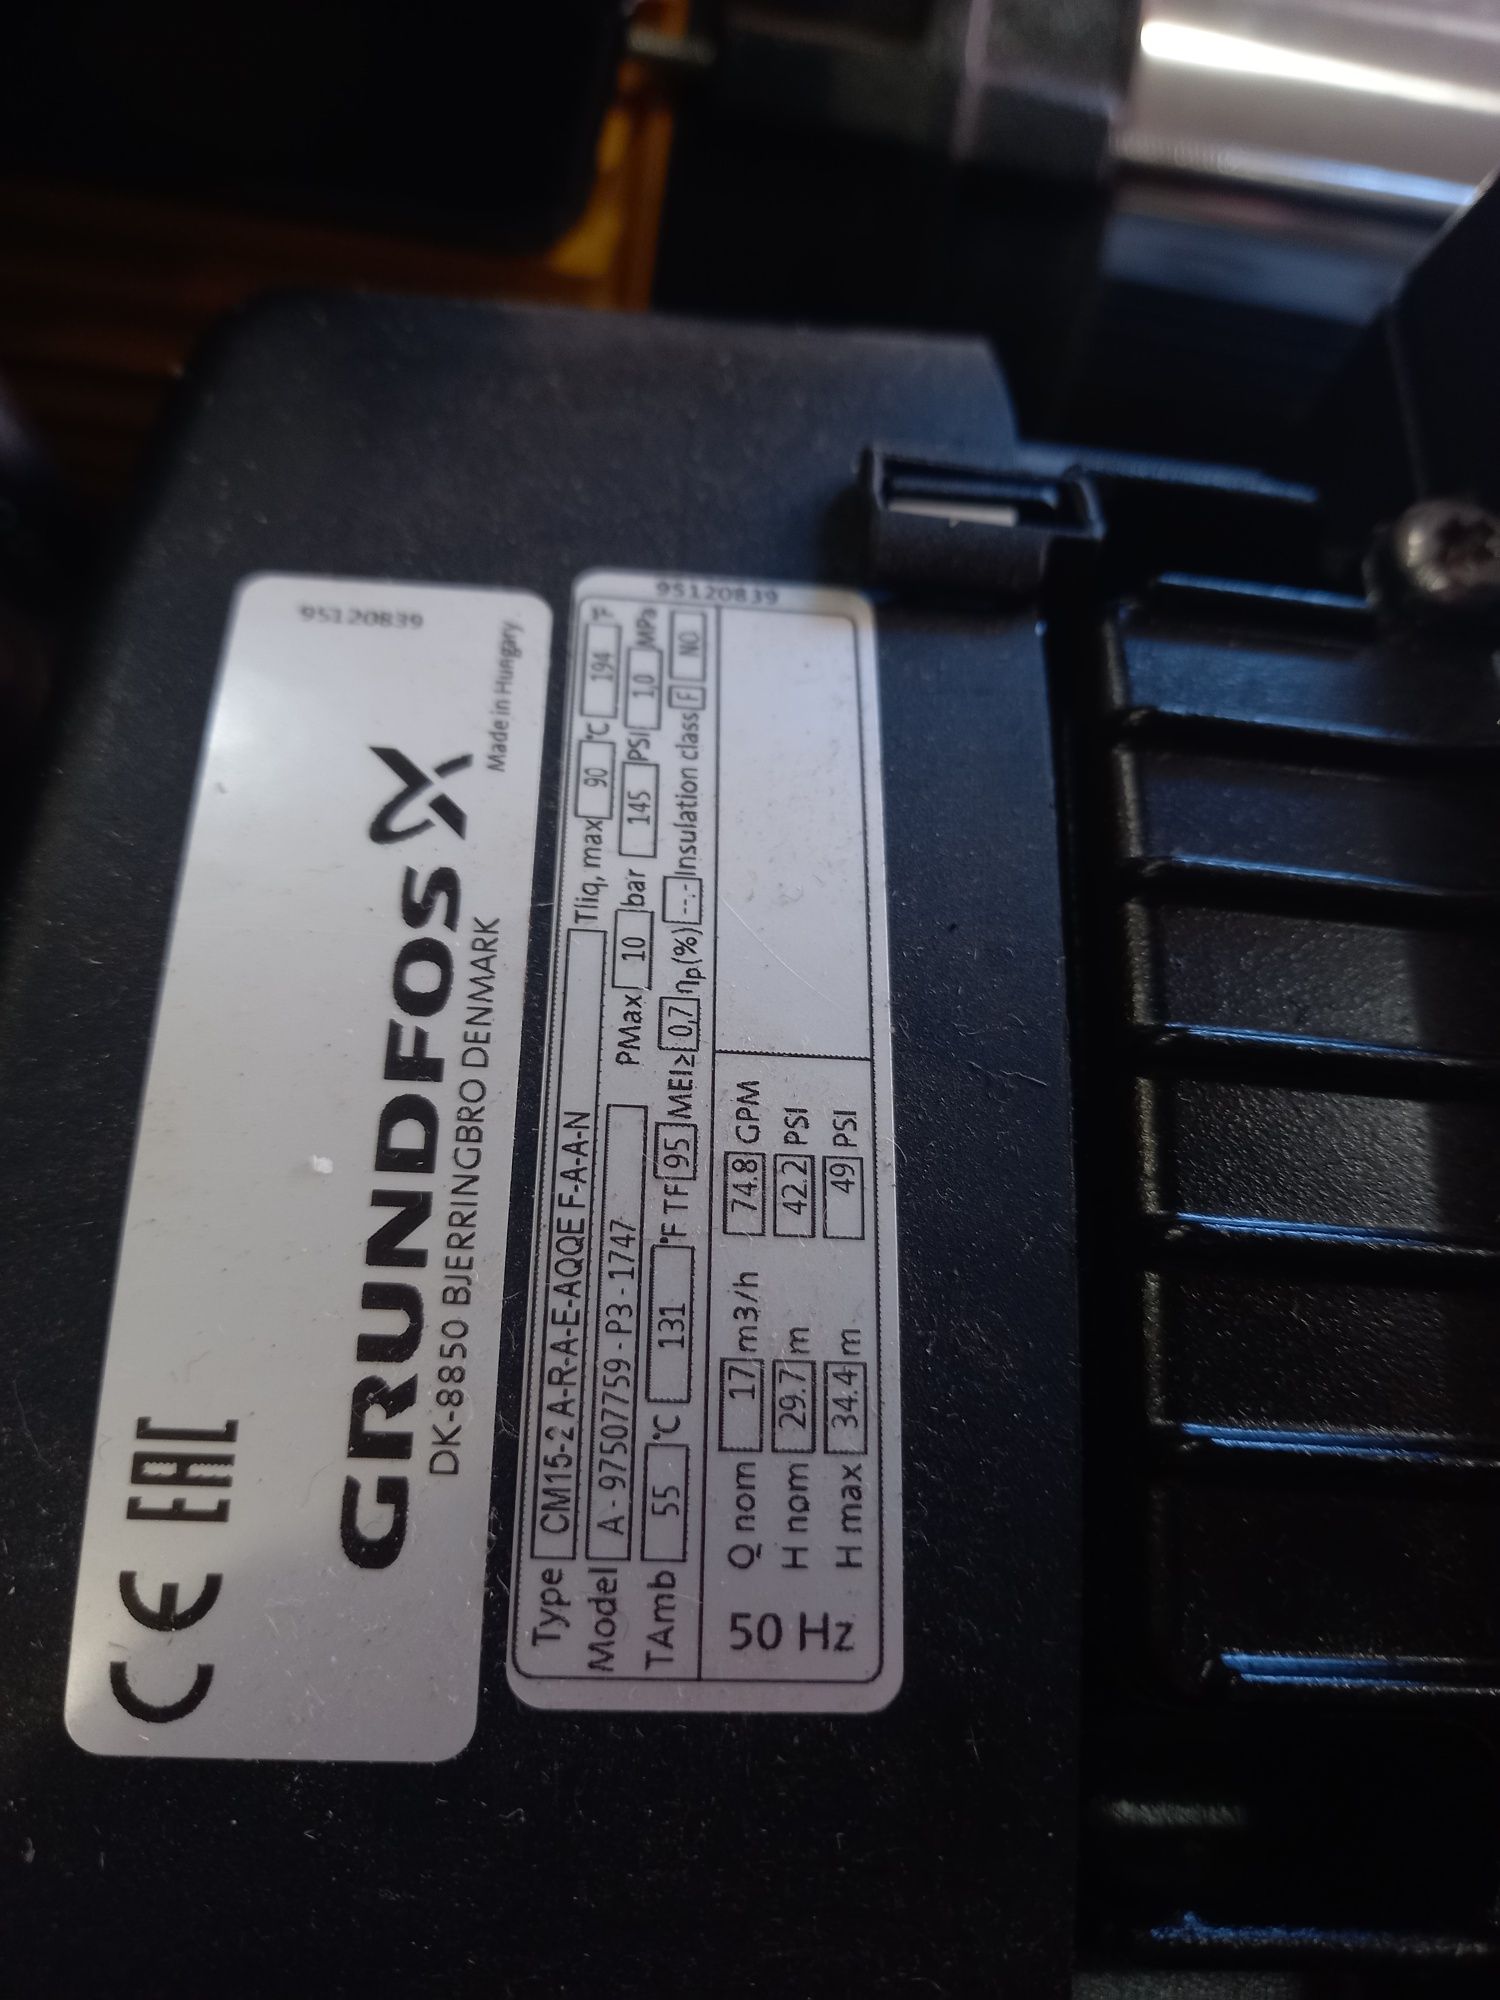 95120839
CE EAC
GRUNDFOS
DK-8850 BJERRINGBRO DENMARK
Made in Hungary
95120839
Type CM15-2 A-R-A-E-AQQE F-A-A-N Tliq, max 90 °C 194 °F
Model A - 97507759 - P3 - 1747 PMax 10 bar 145 PSI 1,0 MPa
TAmb 55 °C 131 °F TF 95 MEI≥ 0,7 ηp(%) --.- Insulation class F NO
50 Hz
Q nom 17 m3/h 74.8 GPM
H nom 29.7 m 42.2 PSI
H max 34.4 m 49 PSI